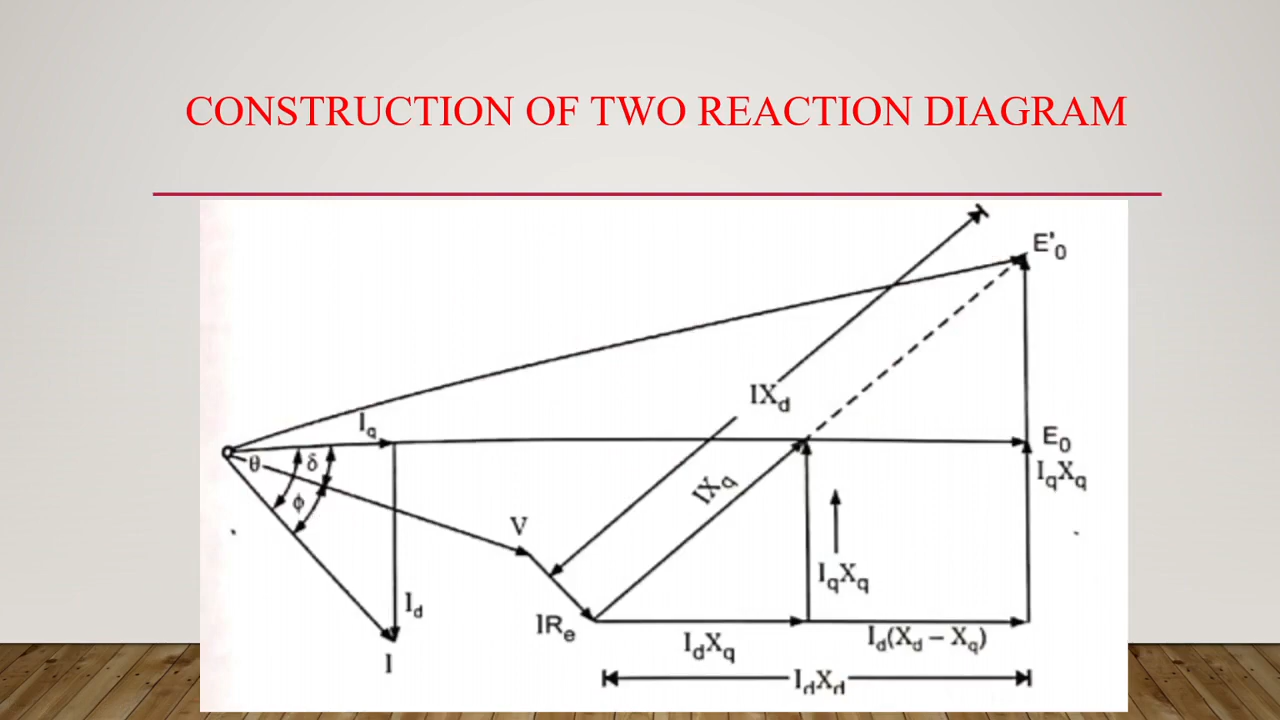 CONSTRUCTION OF TWO REACTION DIAGRAM
E'₀
IX_d
I_q
E₀
θ
δ
I_qX_q
IX_q
ϕ
V
I_qX_q
I_d
IR_e
I_dX_q
I_d(X_d – X_q)
I
I_dX_d